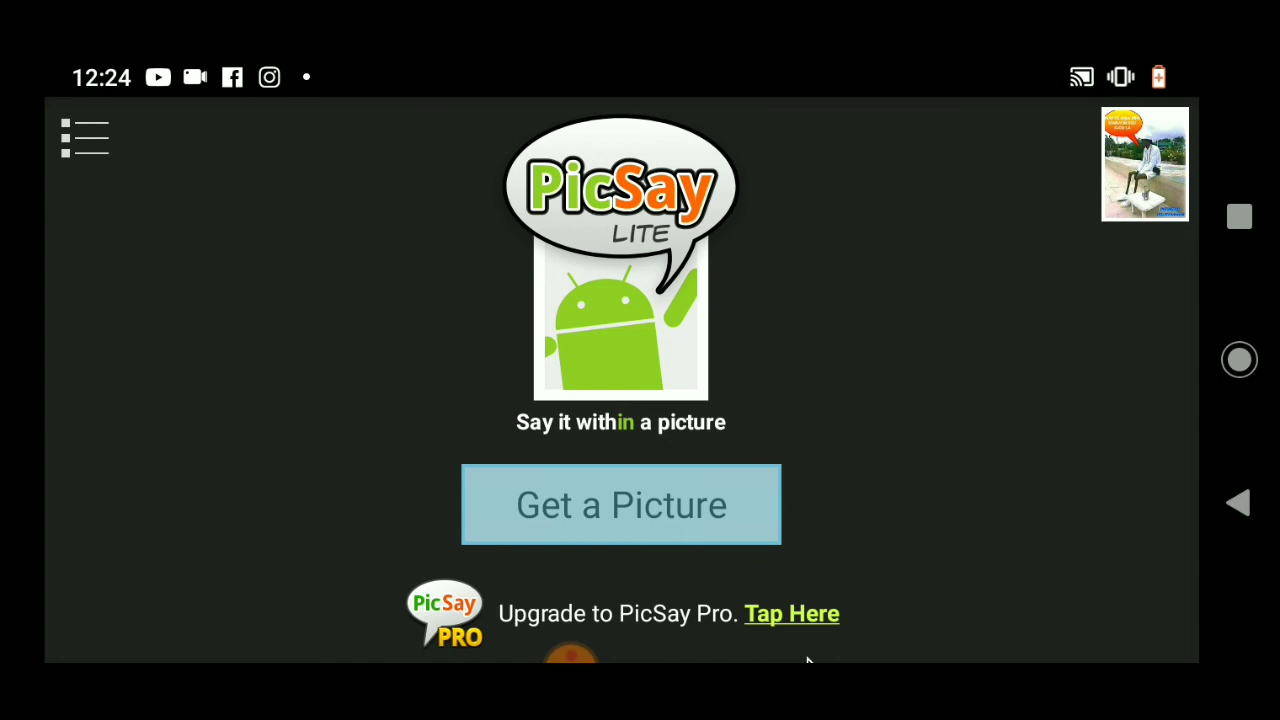 12:24
PicSay
LITE
Say it within a picture
Get a Picture
PicSay
PRO
Upgrade to PicSay Pro. Tap Here